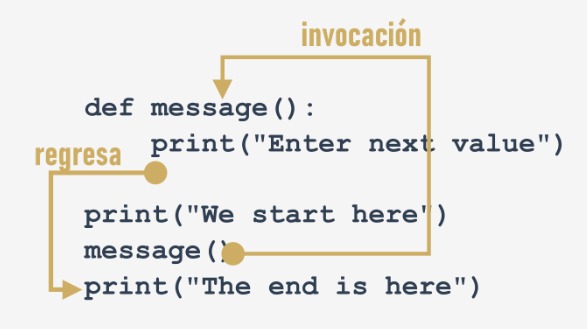 invocación
def message():
print("Enter next value")
regresa
print("We start here")
message()
print("The end is here")